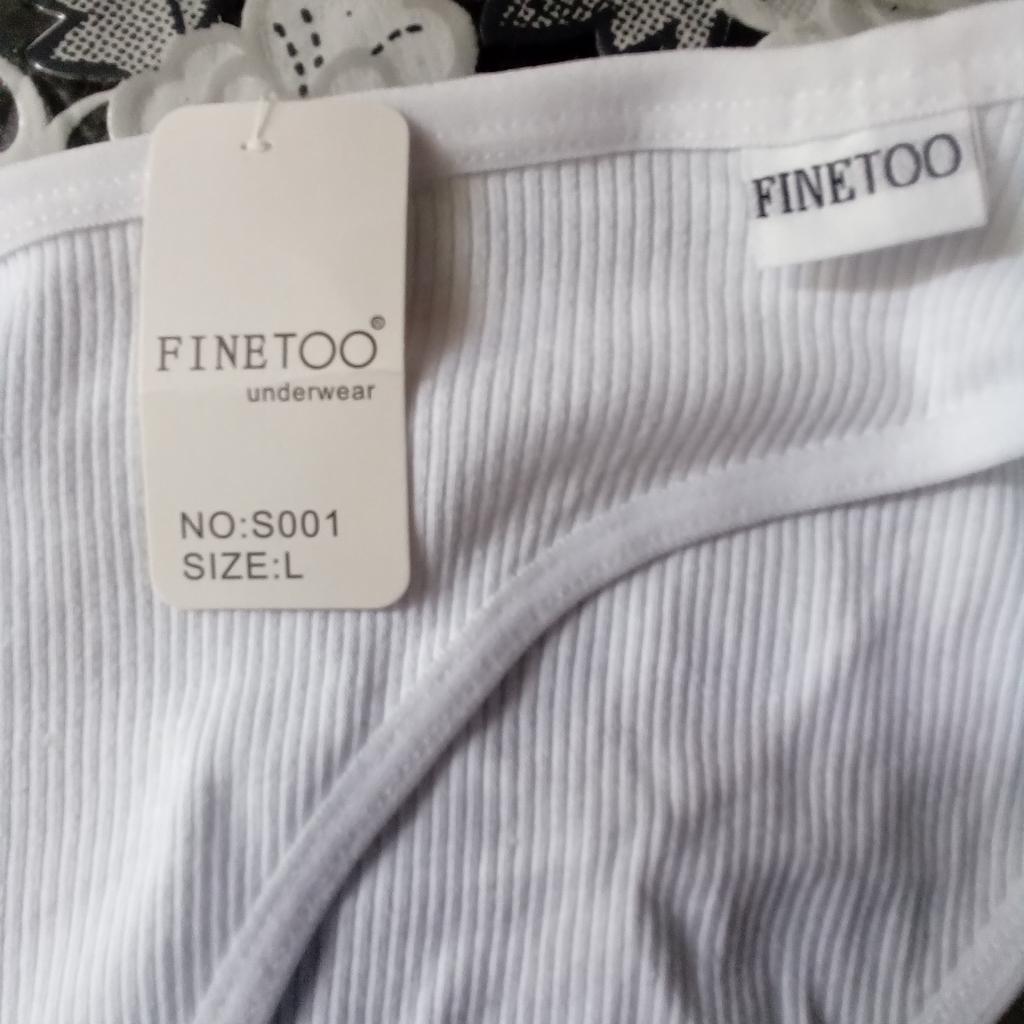 FINETOO
FINETOO®
underwear
NO:S001
SIZE:L